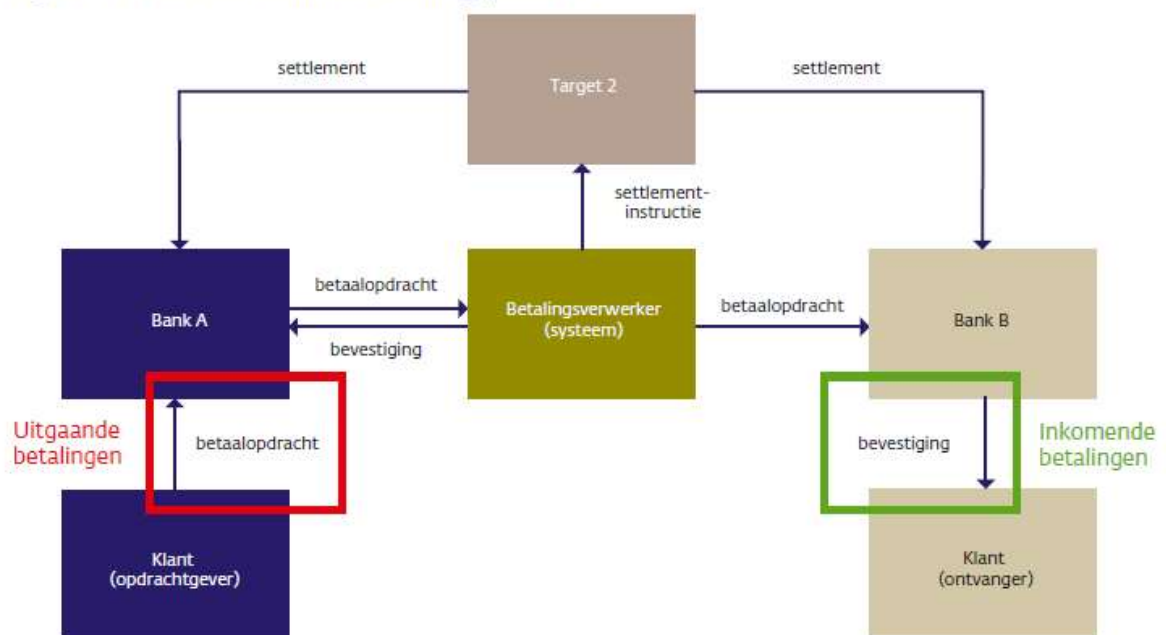 settlement
Target 2
settlement
settlement-
instructie
Bank A
betaalopdracht
bevestiging
Betalingsverwerker
(systeem)
betaalopdracht
Bank B
Uitgaande
betalingen
betaalopdracht
bevestiging
Inkomende
betalingen
Klant
(opdrachtgever)
Klant
(ontvanger)